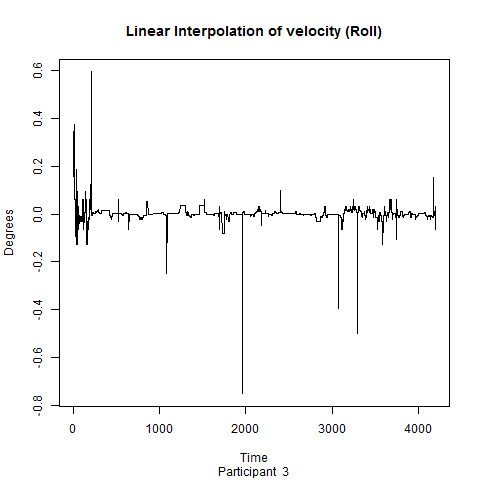 Linear Interpolation of velocity (Roll)
Degrees
0.6
0.4
0.2
0.0
-0.2
-0.4
-0.6
-0.8
0 1000 2000 3000 4000
Time
Participant 3